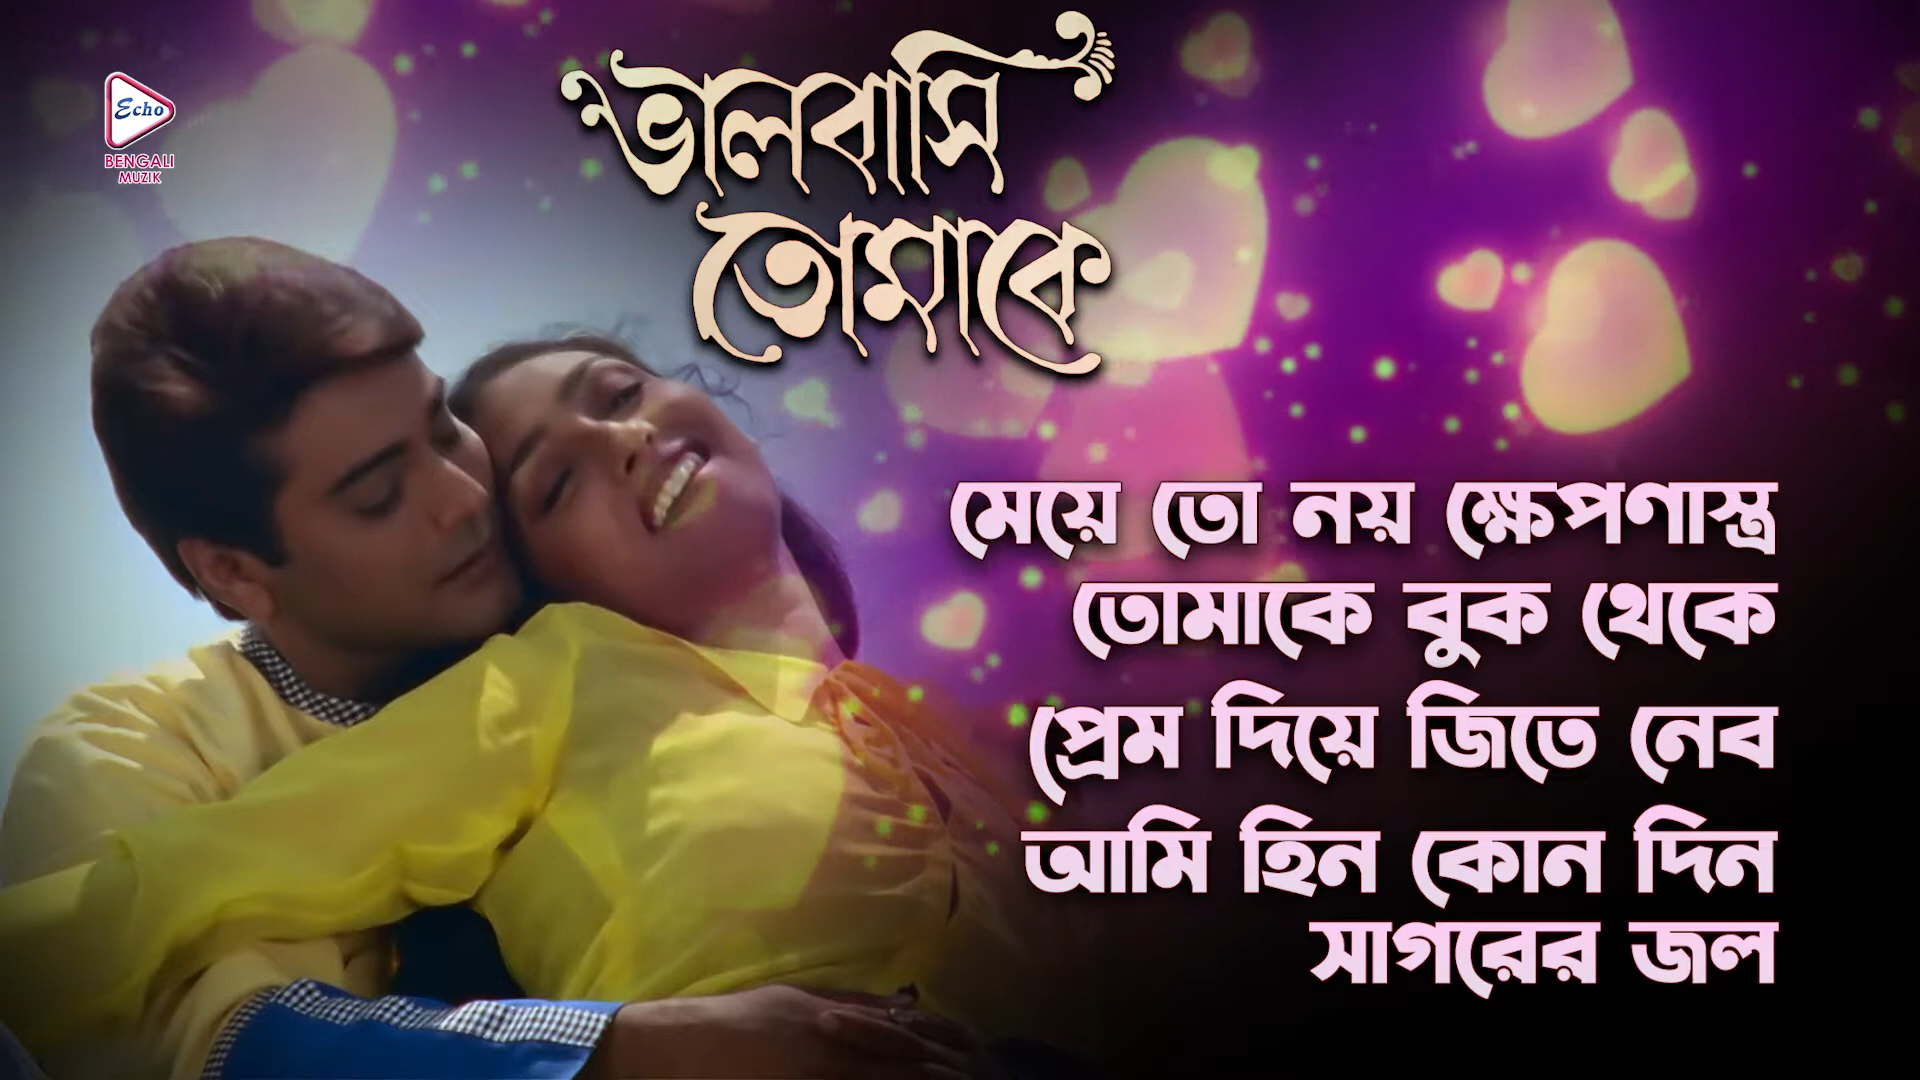 Echo
BENGALI
MUZIK
ভালবাসি
তোমাকে
মেয়ে তো নয় ক্ষেপণাস্ত্র
তোমাকে বুক থেকে
প্রেম দিয়ে জিতে নেব
আমি হিন কোন দিন
সাগরের জল